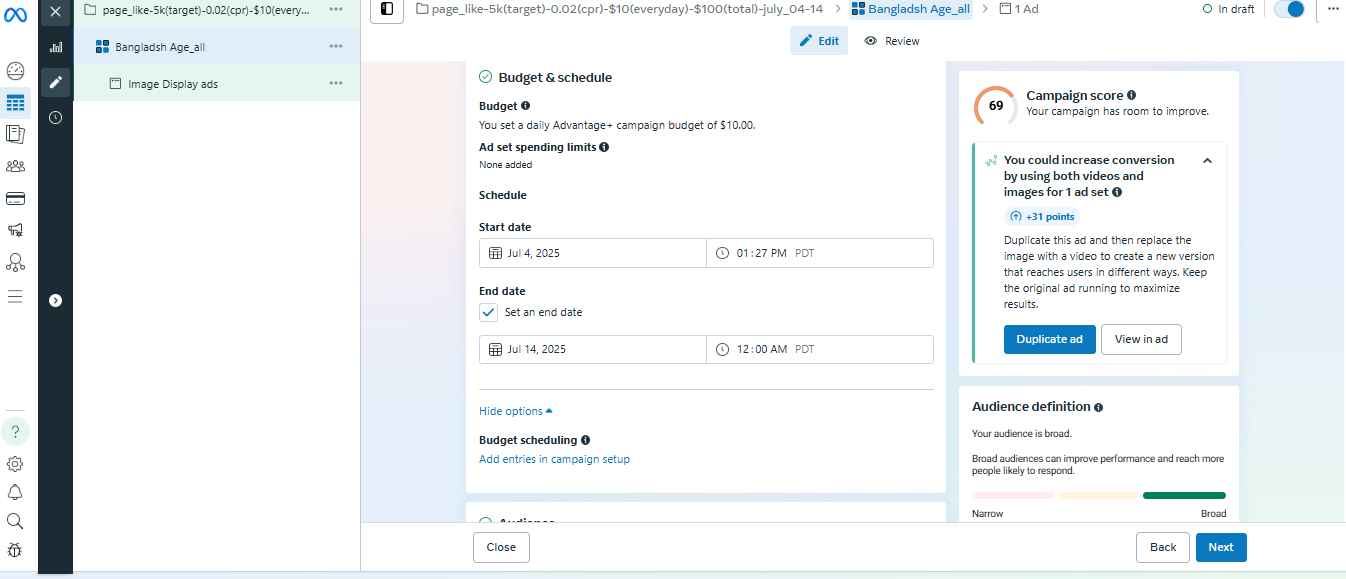 page_like-5k(target)-0.02(cpr)-$10(every...
Bangladsh Age_all
Image Display ads
page_like-5k(target)-0.02(cpr)-$10(everyday)-$100(total)-july_04-14
Bangladsh Age_all
1 Ad
In draft
Edit
Review
Budget & schedule
Budget
You set a daily Advantage+ campaign budget of $10.00.
Ad set spending limits
None added
Schedule
Start date
Jul 4, 2025
01:27 PM PDT
End date
Set an end date
Jul 14, 2025
12:00 AM PDT
Hide options
Budget scheduling
Add entries in campaign setup
Audience
69
Campaign score
Your campaign has room to improve.
You could increase conversion
by using both videos and
images for 1 ad set
+31 points
Duplicate this ad and then replace the
image with a video to create a new version
that reaches users in different ways. Keep
the original ad running to maximize
results.
Duplicate ad
View in ad
Audience definition
Your audience is broad.
Broad audiences can improve performance and reach more
people likely to respond.
Narrow
Broad
Close
Back
Next